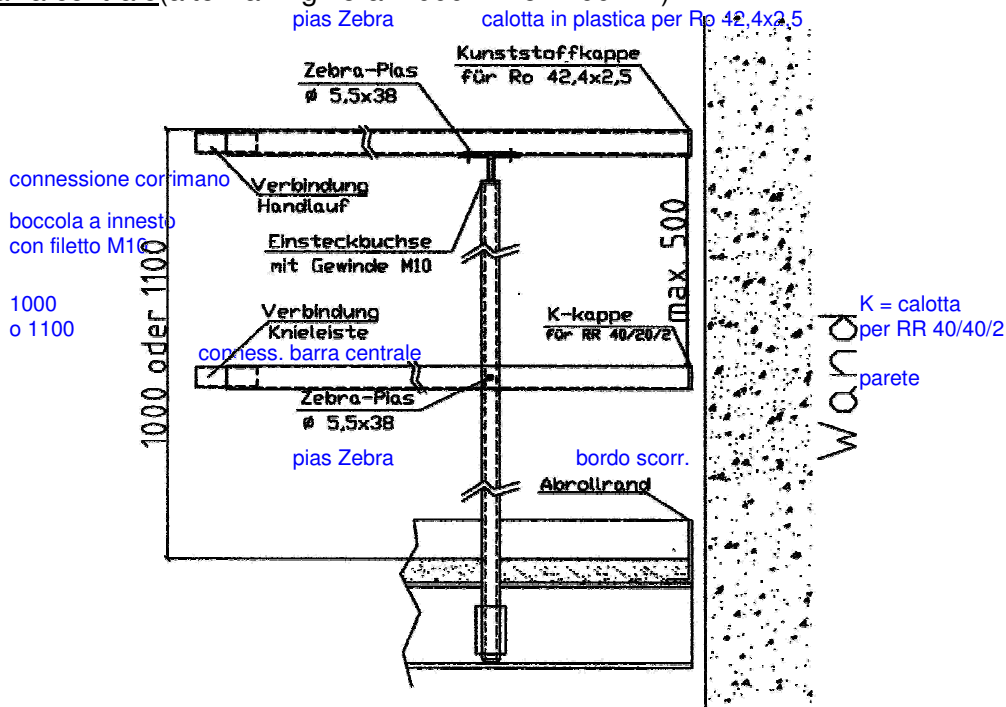 pias Zebra
calotta in plastica per Ro 42,4x2,5
Kunststoffkappe
für Ro 42,4x2,5
Zebra-Pias
ø 5,5x38
connessione corrimano
Verbindung
Handlauf
boccola a innesto
con filetto M10
Einsteckbuchse
mit Gewinde M10
max. 500
1000
o 1100
1000 oder 1100
Verbindung
Knieleiste
K-kappe
für RR 40/20/2
K = calotta
per RR 40/40/2
conness. barra centrale
Wand
parete
Zebra-Pias
ø 5,5x38
pias Zebra
bordo scorr.
Abrollrand